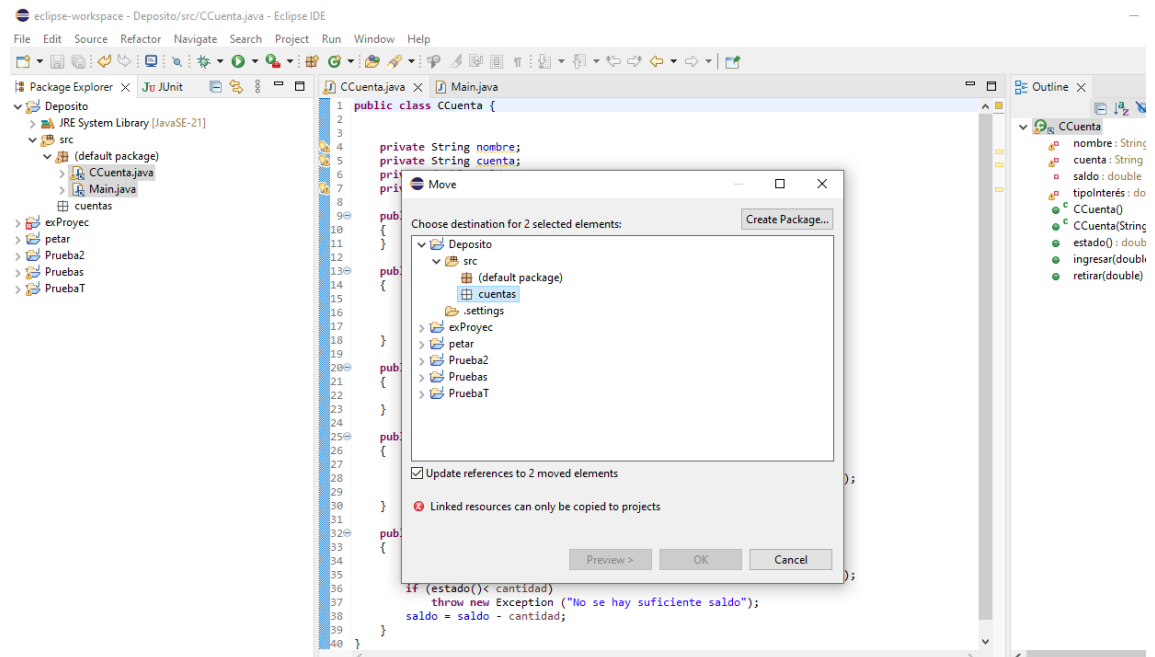 eclipse-workspace - Deposito/src/CCuenta.java - Eclipse IDE
File Edit Source Refactor Navigate Search Project Run Window Help
Package Explorer
JUnit
Deposito
JRE System Library [JavaSE-21]
src
(default package)
CCuenta.java
Main.java
cuentas
exProyec
petar
Prueba2
Pruebas
PruebaT
CCuenta.java
Main.java
1 public class CCuenta {
2
3
4 private String nombre;
5 private String cuenta;
6 pri
7 pri
8
9 publ
10 {
11 }
12
13 publ
14 {
15
16
17
18 }
19
20 publ
21 {
22
23 }
24
25 publ
26 {
27
28 );
29
30 }
31
32 publ
33 {
34
35 );
36 if (estado()< cantidad)
37 throw new Exception ("No se hay suficiente saldo");
38 saldo = saldo - cantidad;
39 }
40 }
Move
Choose destination for 2 selected elements:
Create Package...
Deposito
src
(default package)
cuentas
.settings
exProyec
petar
Prueba2
Pruebas
PruebaT
Update references to 2 moved elements
Linked resources can only be copied to projects
Preview > OK Cancel
Outline
CCuenta
nombre : String
cuenta : String
saldo : double
tipoInterés : do
CCuenta()
CCuenta(String
estado() : doub
ingresar(double
retirar(double)